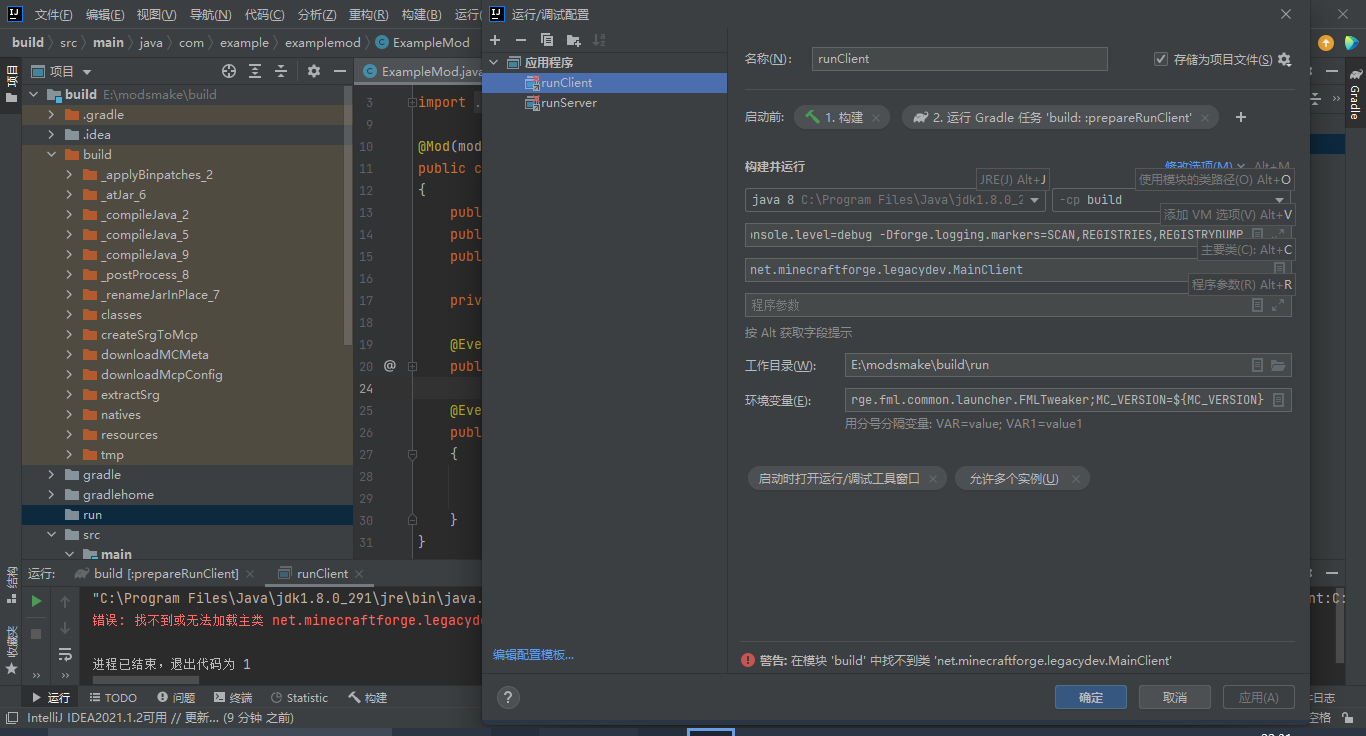 文件(F) 编辑(E) 视图(V) 导航(N) 代码(C) 分析(Z) 重构(R) 构建(B) 运行(
build src main java com example examplemod ExampleMod
项目
build E:\modsmake\build
.gradle
.idea
build
_applyBinpatches_2
_atJar_6
_compileJava_2
_compileJava_5
_compileJava_9
_postProcess_8
_renameJarInPlace_7
classes
createSrgToMcp
downloadMCMeta
downloadMcpConfig
extractSrg
natives
resources
tmp
gradle
gradlehome
run
src
main
项目
结构
收藏夹
ExampleMod.java
3 import .
9
10 @Mod(mod
11 public c
12 {
13 publ
14 publ
15 publ
16
17 priv
18
19 @Eve
20 @ publ
24
25 @Eve
26 publ
27 {
28
29
30 }
31 }
运行/调试配置
应用程序
runClient
runServer
编辑配置模板...
名称(N): runClient 存储为项目文件(S)
启动前: 1. 构建 2. 运行 Gradle 任务 'build: :prepareRunClient'
构建并运行 修改选项(M) Alt+M
JRE(J) Alt+J 使用模块的类路径(O) Alt+O
java 8 C:\Program Files\Java\jdk1.8.0_2 -cp build
添加 VM 选项(V) Alt+V
nsole.level=debug -Dforge.logging.markers=SCAN,REGISTRIES,REGISTRYDUMP
主要类(C): Alt+C
net.minecraftforge.legacydev.MainClient
程序参数(R) Alt+R
程序参数
按 Alt 获取字段提示
工作目录(W): E:\modsmake\build\run
环境变量(E): rge.fml.common.launcher.FMLTweaker;MC_VERSION=${MC_VERSION}
用分号分隔变量: VAR=value; VAR1=value1
启动时打开运行/调试工具窗口 允许多个实例(U)
警告: 在模块 'build' 中找不到类 'net.minecraftforge.legacydev.MainClient'
? 确定 取消 应用(A)
Gradle
运行: build [:prepareRunClient] runClient
"C:\Program Files\Java\jdk1.8.0_291\jre\bin\java. nt:C:
错误: 找不到或无法加载主类 net.minecraftforge.legacyd
进程已结束，退出代码为 1
运行 TODO 问题 终端 Statistic 构建 件日志
IntelliJ IDEA2021.1.2可用 // 更新... (9 分钟 之前) 空格